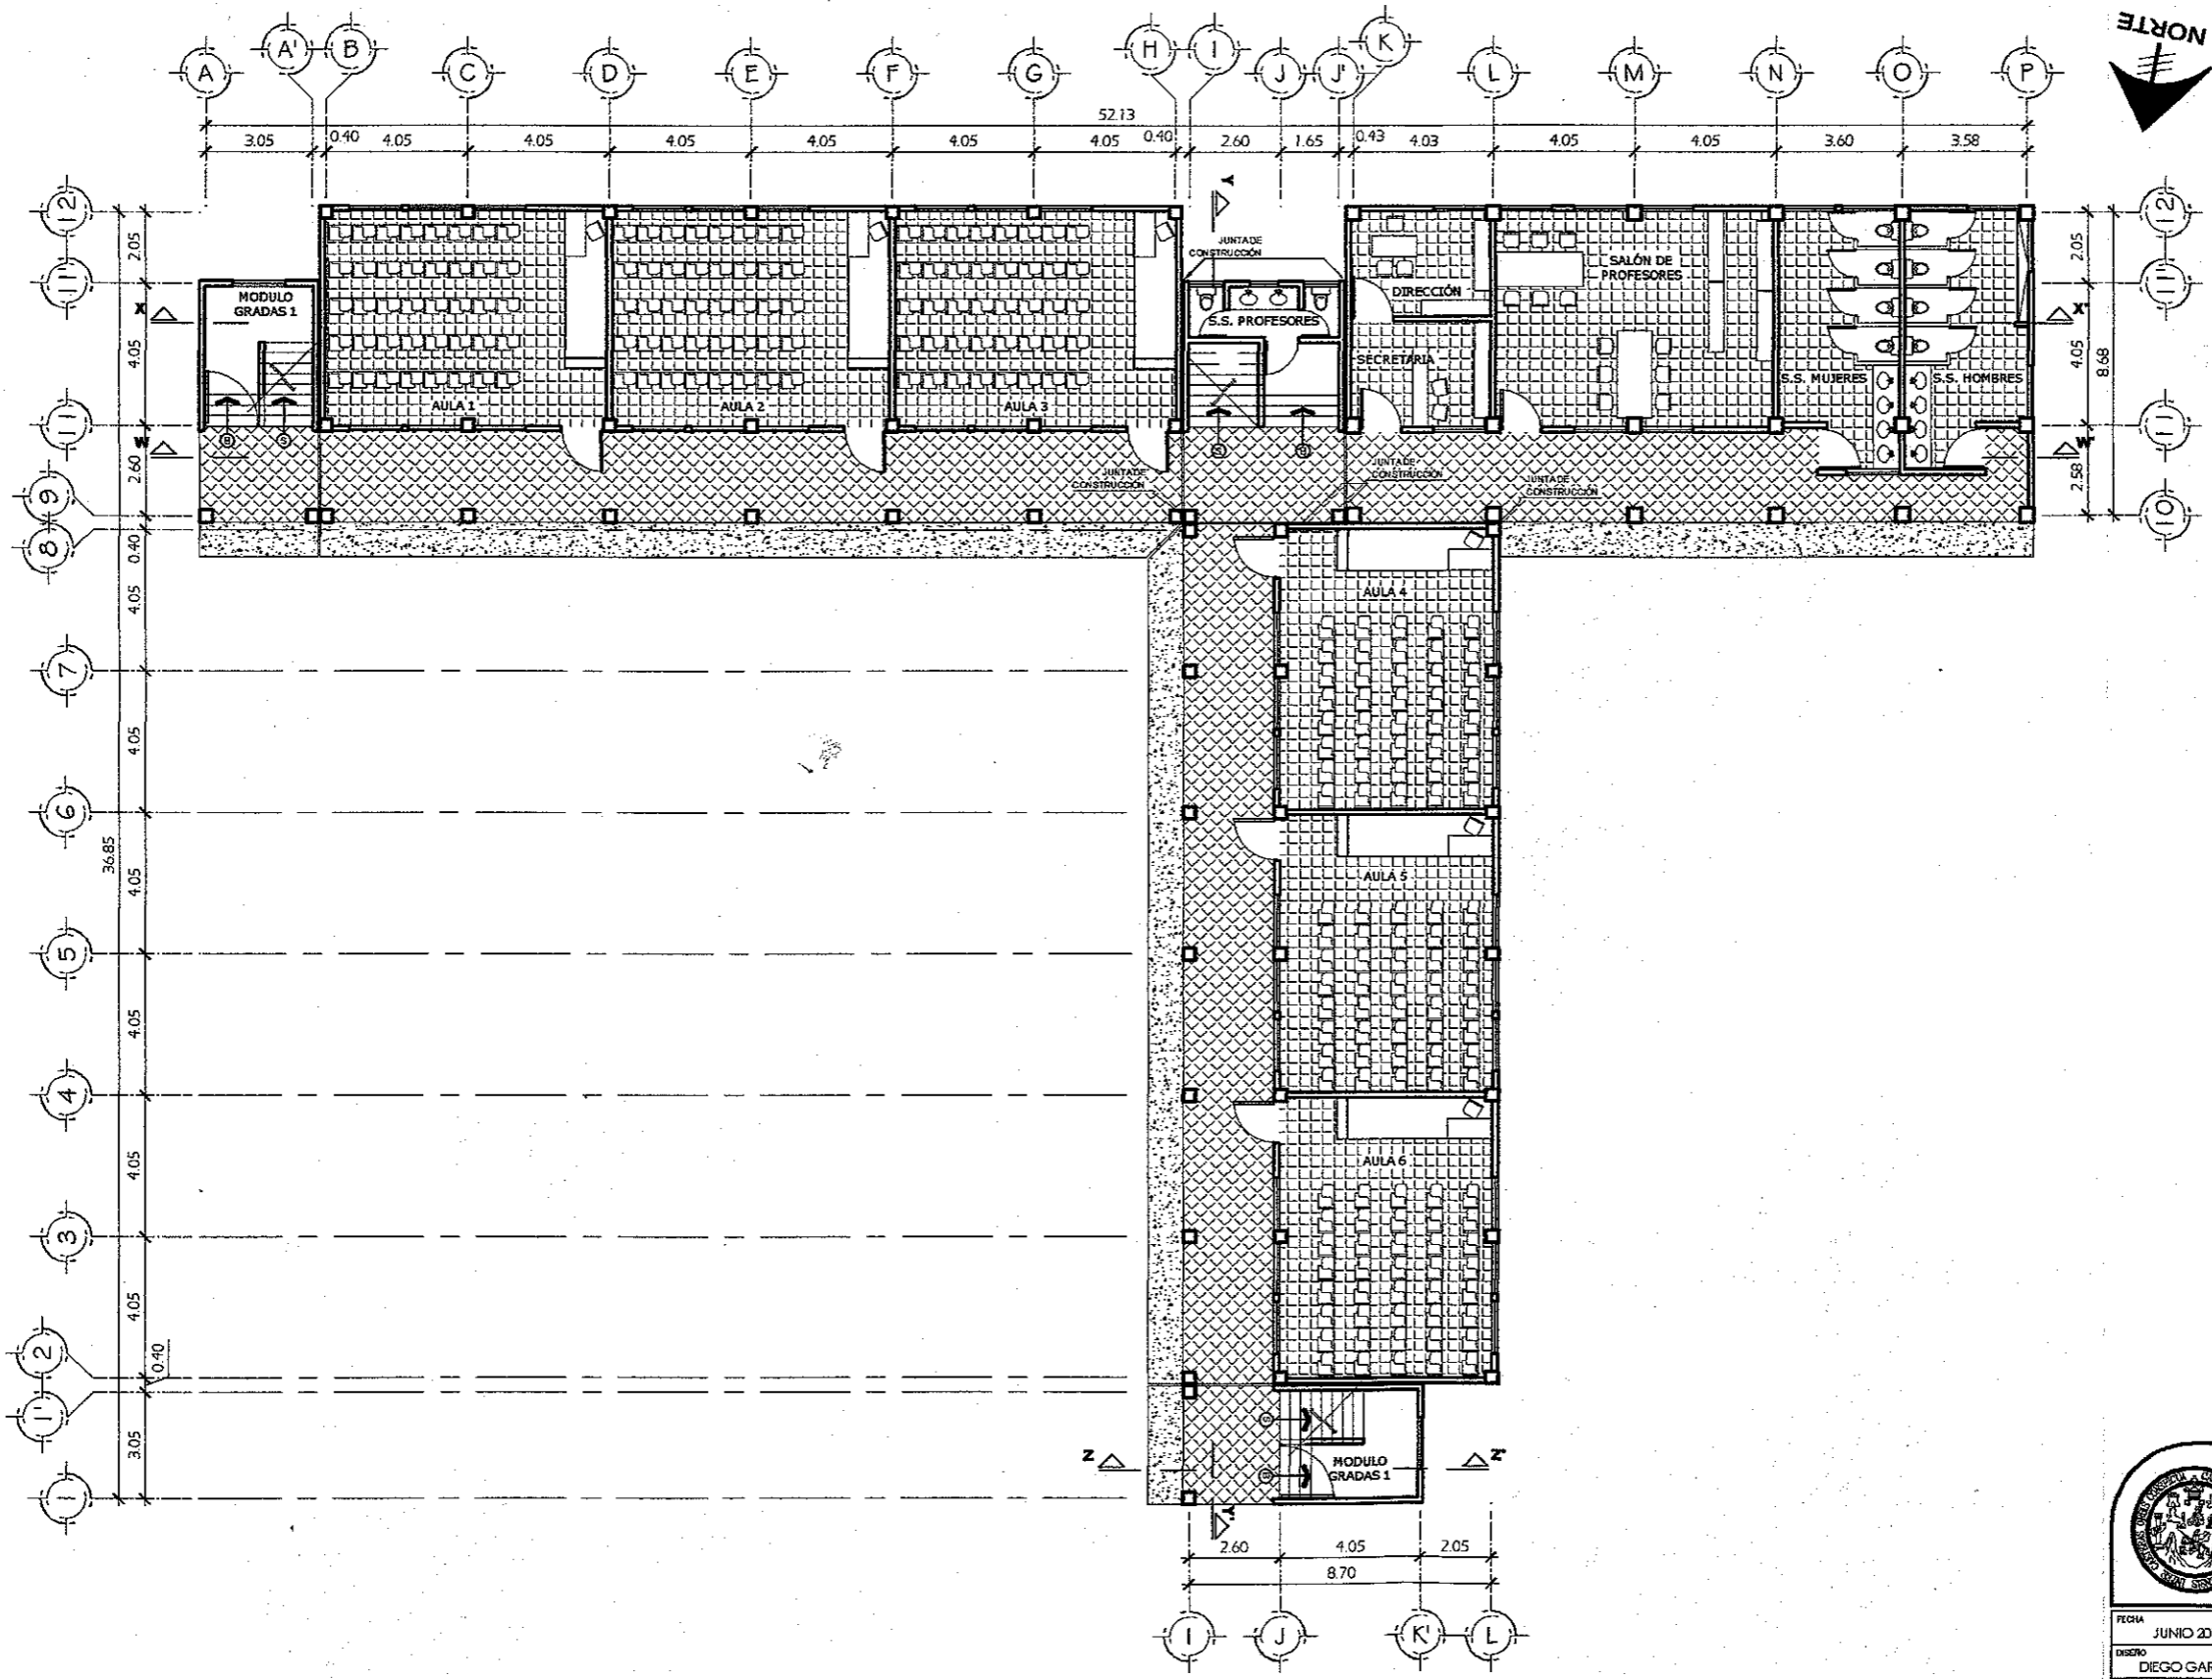 NORTE
A A' B C D E F G H I J J' K L M N O P
52.13
3.05 0.40 4.05 4.05 4.05 4.05 4.05 4.05 0.40 2.60 1.65 0.43 4.03 4.05 4.05 3.60 3.58
12
11'
11
9
8
7
6
5
4
3
2
1'
1
12
11'
11
10
2.05
4.05
2.60
0.40
4.05
4.05
4.05
4.05
4.05
4.05
0.40
3.05
36.85
2.05
4.05
2.58
8.68
Y
X
X'
W
W'
MODULO
GRADAS 1
B
S
AULA 1
AULA 2
AULA 3
JUNTA DE
CONSTRUCCIÓN
S.S. PROFESORES
S
B
DIRECCIÓN
SECRETARIA
SALÓN DE
PROFESORES
S.S. MUJERES
S.S. HOMBRES
JUNTA DE
CONSTRUCCIÓN
JUNTA DE
CONSTRUCCIÓN
JUNTA DE
CONSTRUCCIÓN
AULA 4
AULA 5
AULA 6
S
B
MODULO
GRADAS 1
Z
Z'
Y'
2.60 4.05 2.05
8.70
I J K' L
FECHA
JUNIO 20
DISEÑO
DIEGO GAR